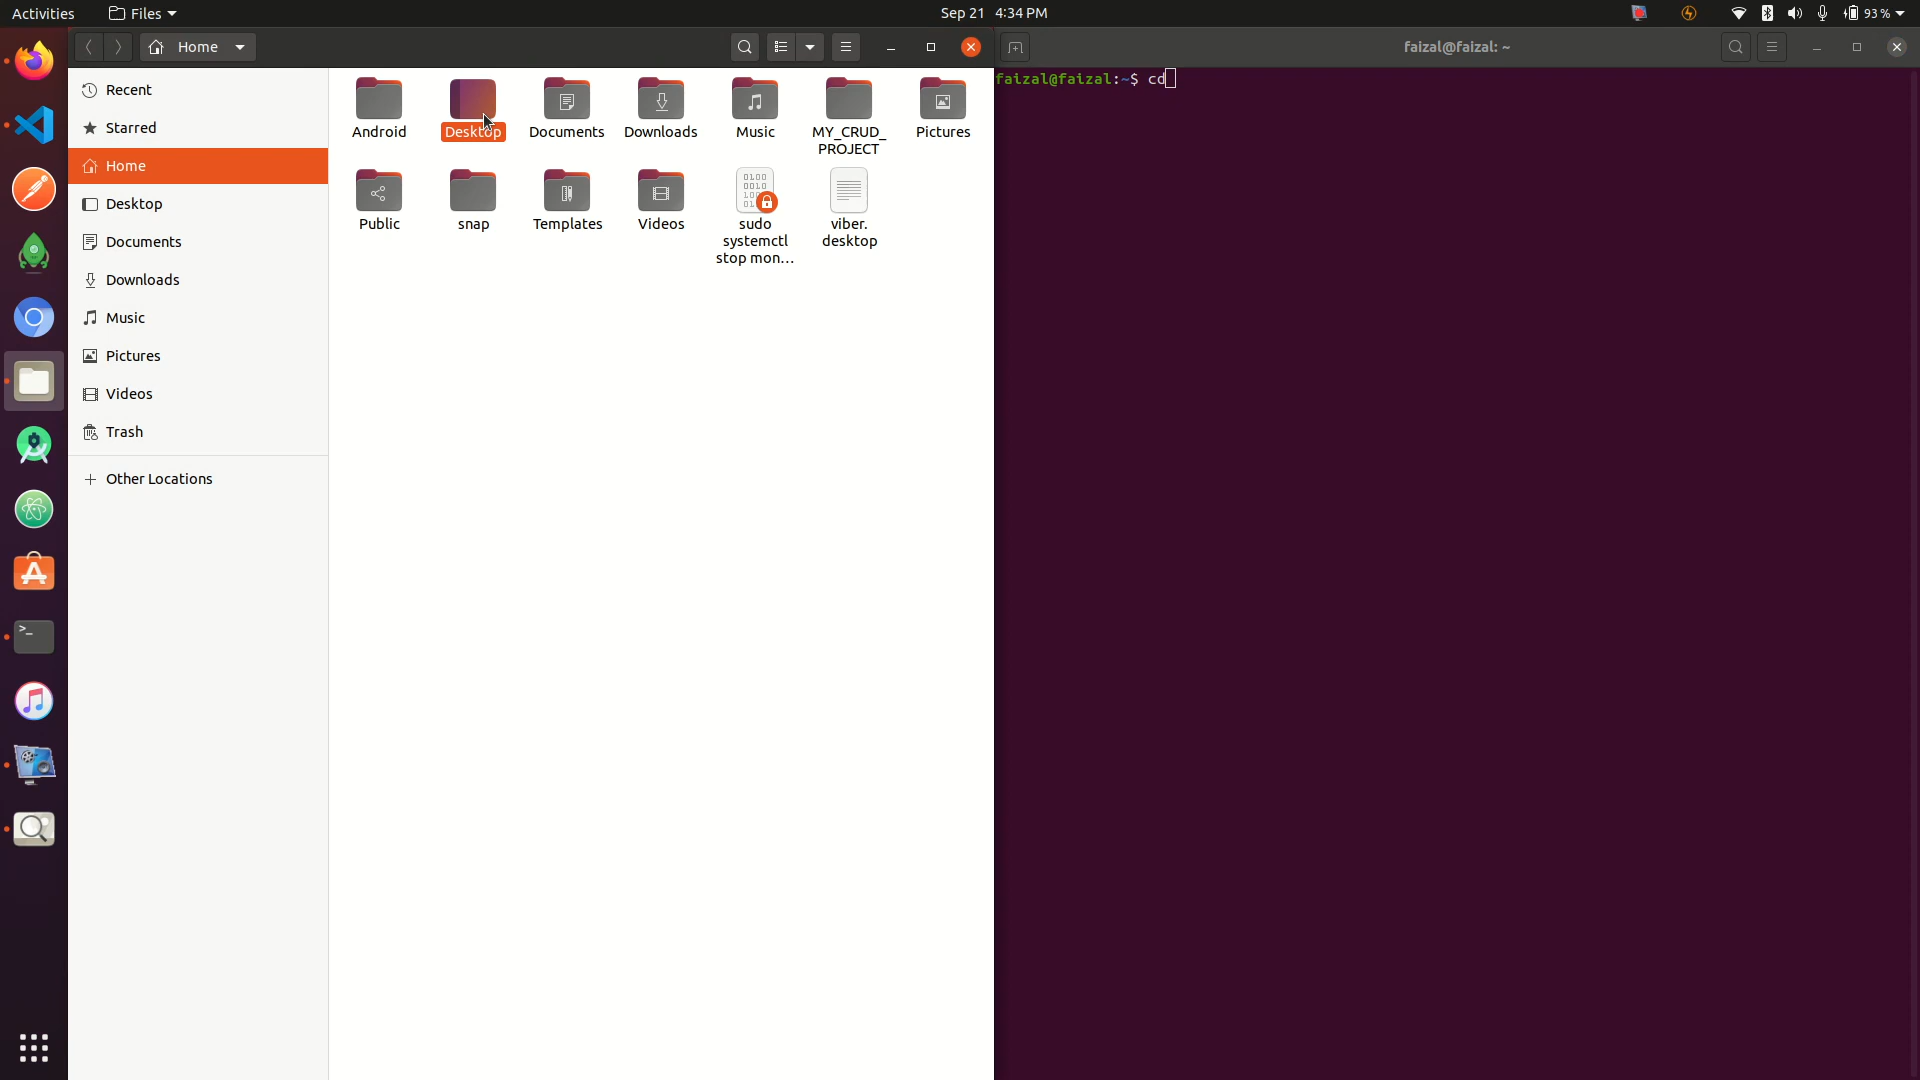 Activities
Files
Sep 21 4:34 PM
93 %
Home
faizal@faizal: ~
Recent
Starred
Home
Desktop
Documents
Downloads
Music
Pictures
Videos
Trash
Other Locations
Android
Desktop
Documents
Downloads
Music
MY_CRUD_
PROJECT
Pictures
Public
snap
Templates
Videos
sudo
systemctl
stop mon...
viber.
desktop
faizal@faizal:~$ cd